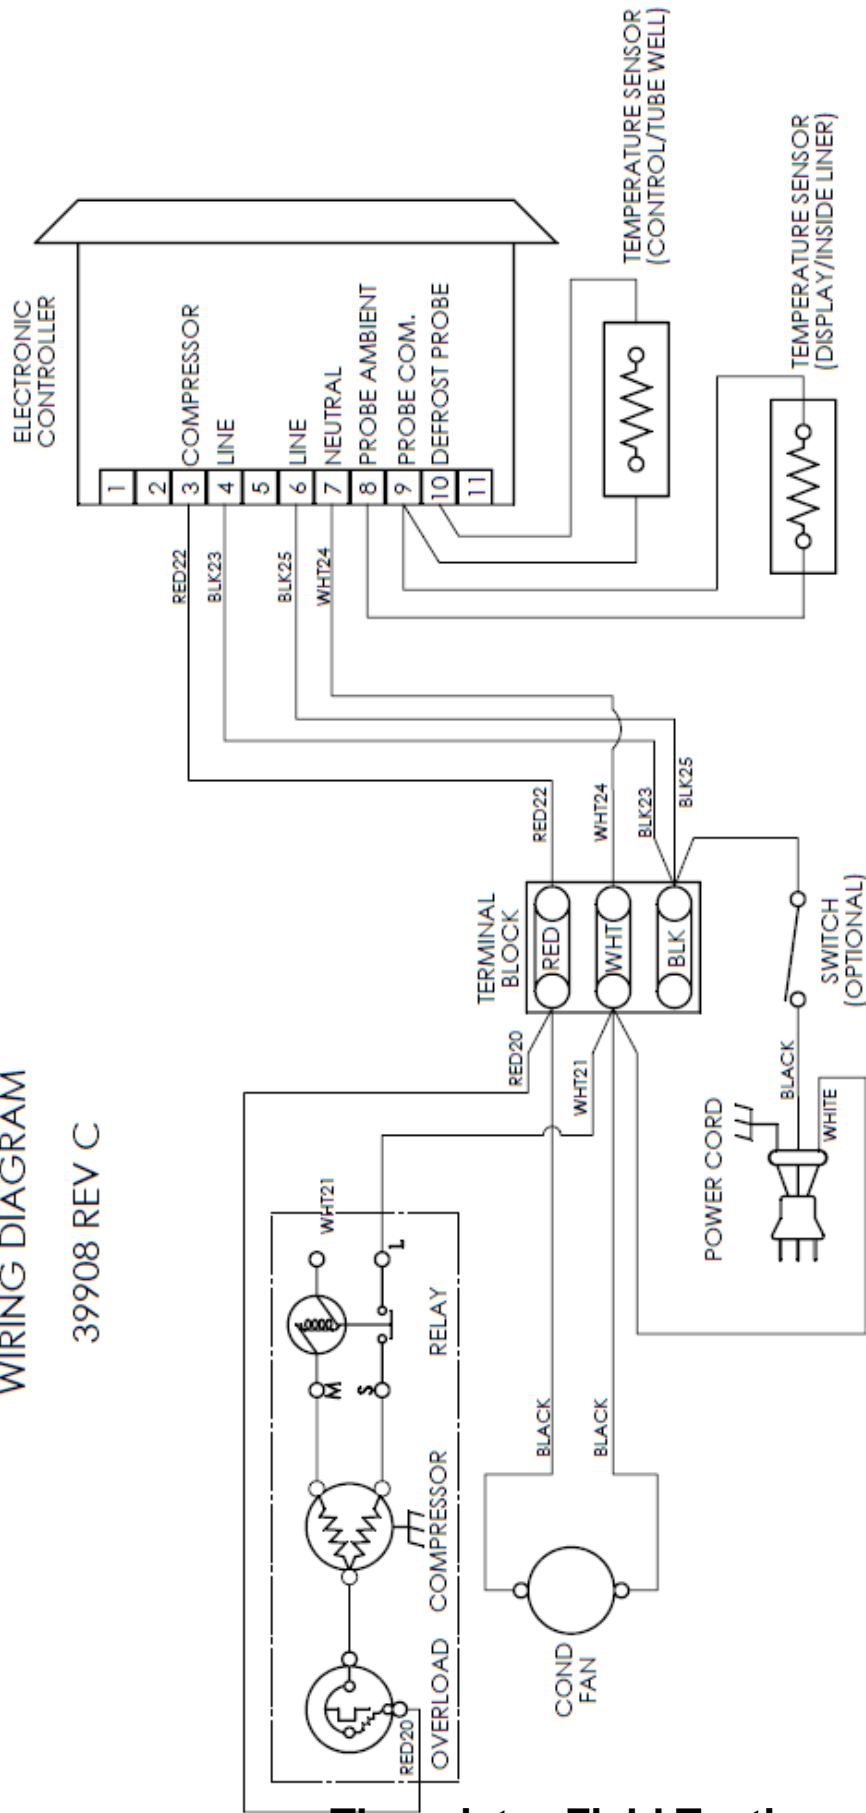 WIRING DIAGRAM
39908 REV C
ELECTRONIC
CONTROLLER
1
2
3 COMPRESSOR
4 LINE
5
6 LINE
7 NEUTRAL
8 PROBE AMBIENT
9 PROBE COM.
10 DEFROST PROBE
11
RED22
BLK23
BLK25
WHT24
TEMPERATURE SENSOR
(CONTROL/TUBE WELL)
TEMPERATURE SENSOR
(DISPLAY/INSIDE LINER)
RED22
WHT24
BLK23
BLK25
TERMINAL
BLOCK
RED
WHT
BLK
SWITCH
(OPTIONAL)
RED20
WHT21
BLACK
WHITE
POWER CORD
WHT21
L
M
S
RELAY
COMPRESSOR
OVERLOAD
RED20
BLACK
BLACK
COND
FAN